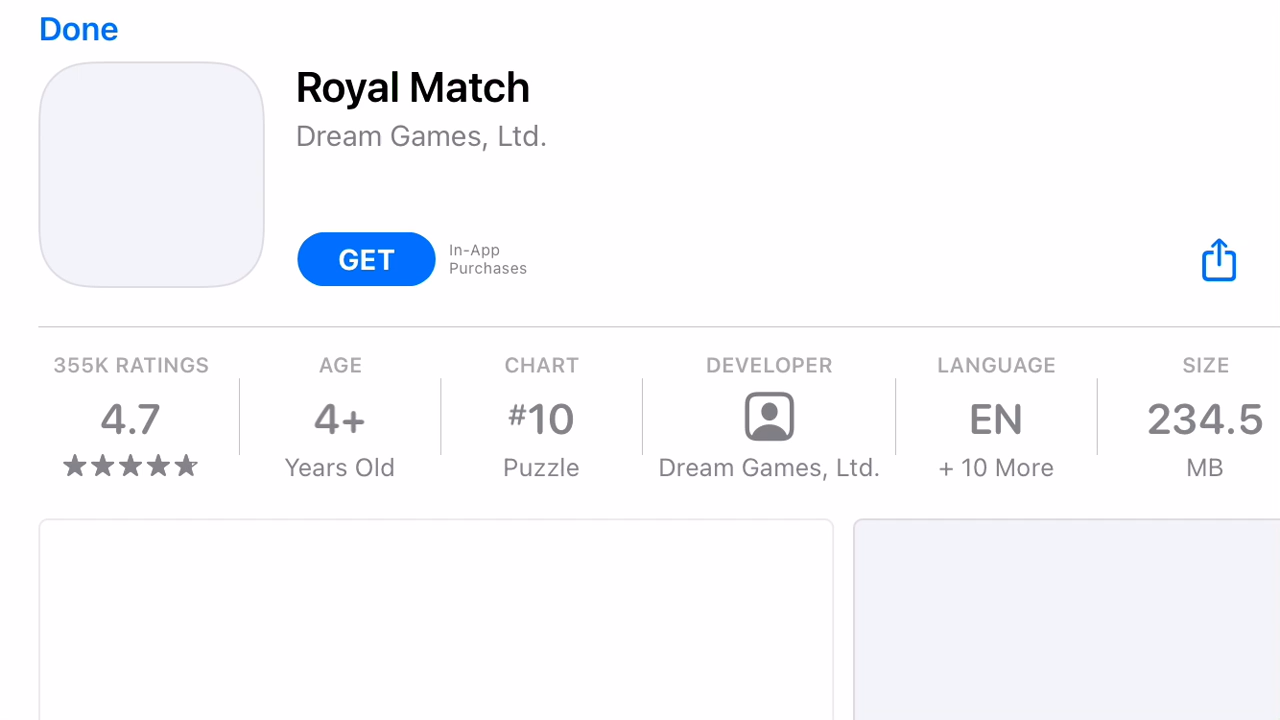 Done
Royal Match
Dream Games, Ltd.
GET
In-App
Purchases
355K RATINGS
4.7
AGE
4+
Years Old
CHART
#10
Puzzle
DEVELOPER
Dream Games, Ltd.
LANGUAGE
EN
+ 10 More
SIZE
234.5
MB